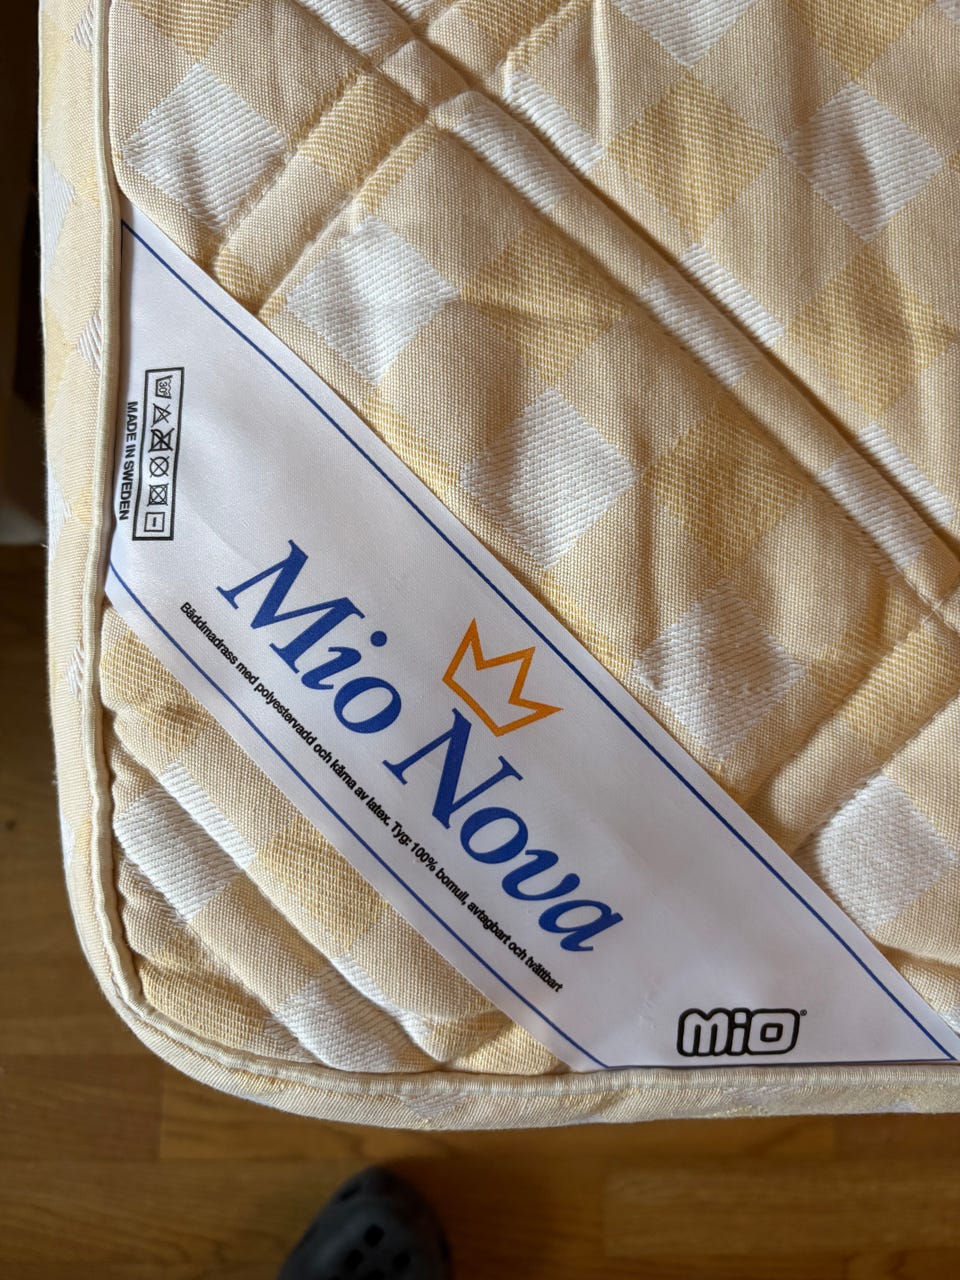 30°
MADE IN SWEDEN
Mio Nova
Bäddmadrass med polyestervadd och kärna av latex. Tyg: 100% bomull, avtagbart och tvättbart
MiO®